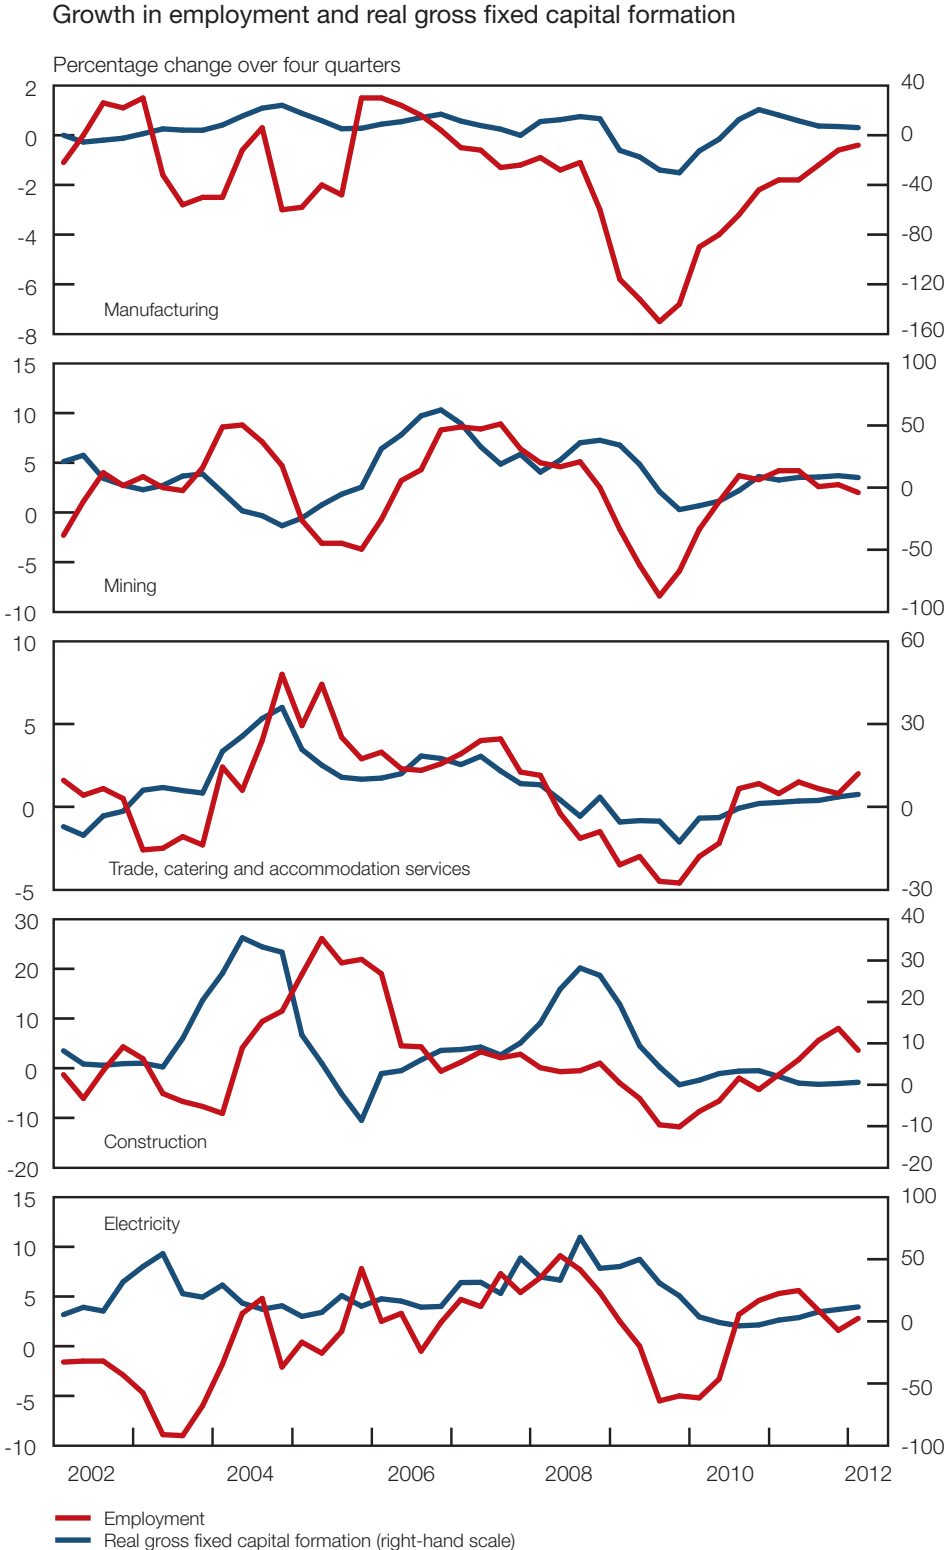 Growth in employment and real gross fixed capital formation
Percentage change over four quarters
2 40
0 0
-2 -40
-4 -80
-6 -120
-8 -160
Manufacturing
15 100
10 50
5 0
0 -50
-5 -100
-10
Mining
10 60
5 30
0 0
-5 -30
Trade, catering and accommodation services
30 40
20 30
10 20
0 10
-10 0
-20 -10
-20
Construction
15 100
10 50
5 0
0 -50
-5 -100
-10
Electricity
2002 2004 2006 2008 2010 2012
Employment
Real gross fixed capital formation (right-hand scale)